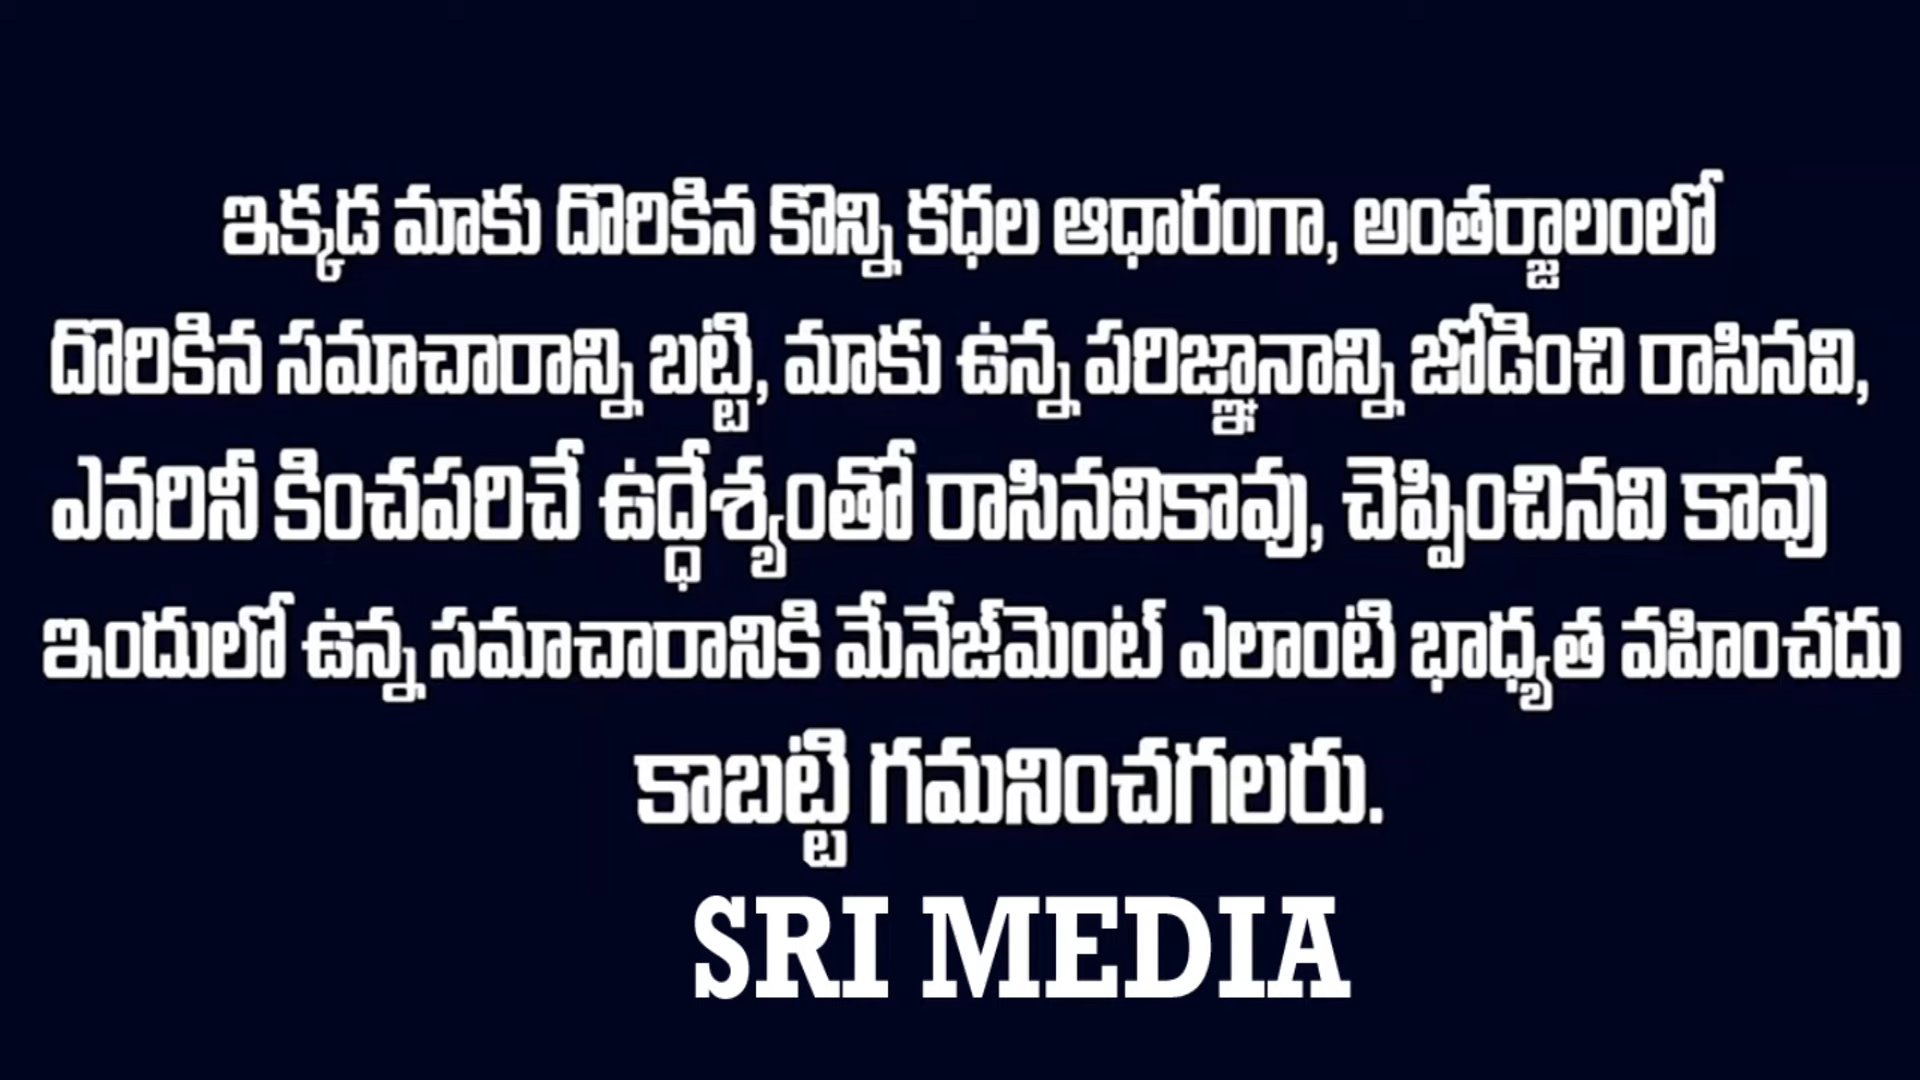 ఇక్కడ మాకు దొరికిన కొన్ని కధల ఆధారంగా, అంతర్జాలంలో
దొరికిన సమాచారాన్ని బట్టి, మాకు ఉన్న పరిజ్ఞానాన్ని జోడించి రాసినవి,
ఎవరినీ కించపరిచే ఉద్ధేశ్యంతో రాసినవికావు, చెప్పించినవి కావు
ఇందులో ఉన్న సమాచారానికి మేనేజ్‌మెంట్ ఎలాంటి భాధ్యత వహించదు
కాబట్టి గమనించగలరు.
SRI MEDIA